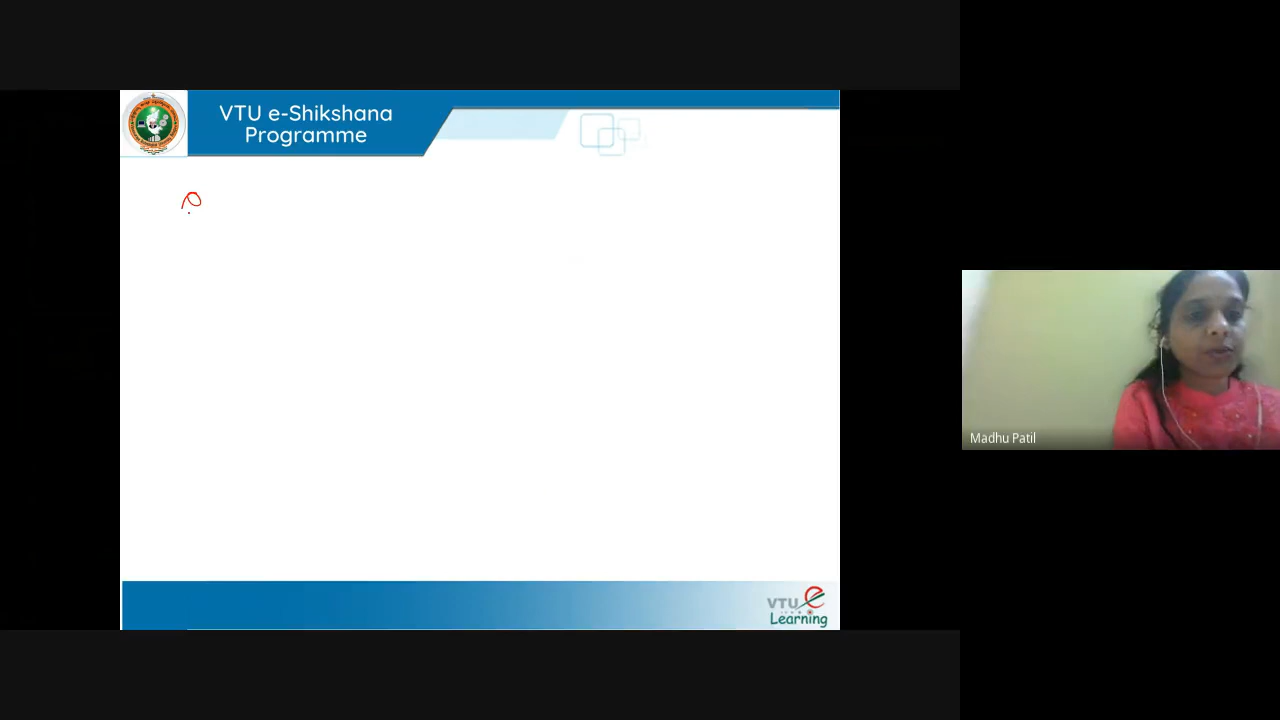 VTU e-Shikshana
Programme
Madhu Patil
VTU e
Learning